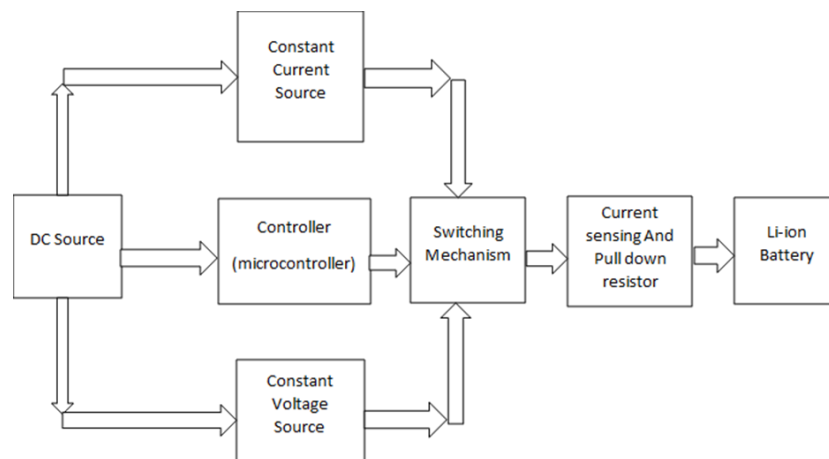 Constant
Current
Source
DC Source
Controller
(microcontroller)
Switching
Mechanism
Current
sensing And
Pull down
resistor
Li-ion
Battery
Constant
Voltage
Source